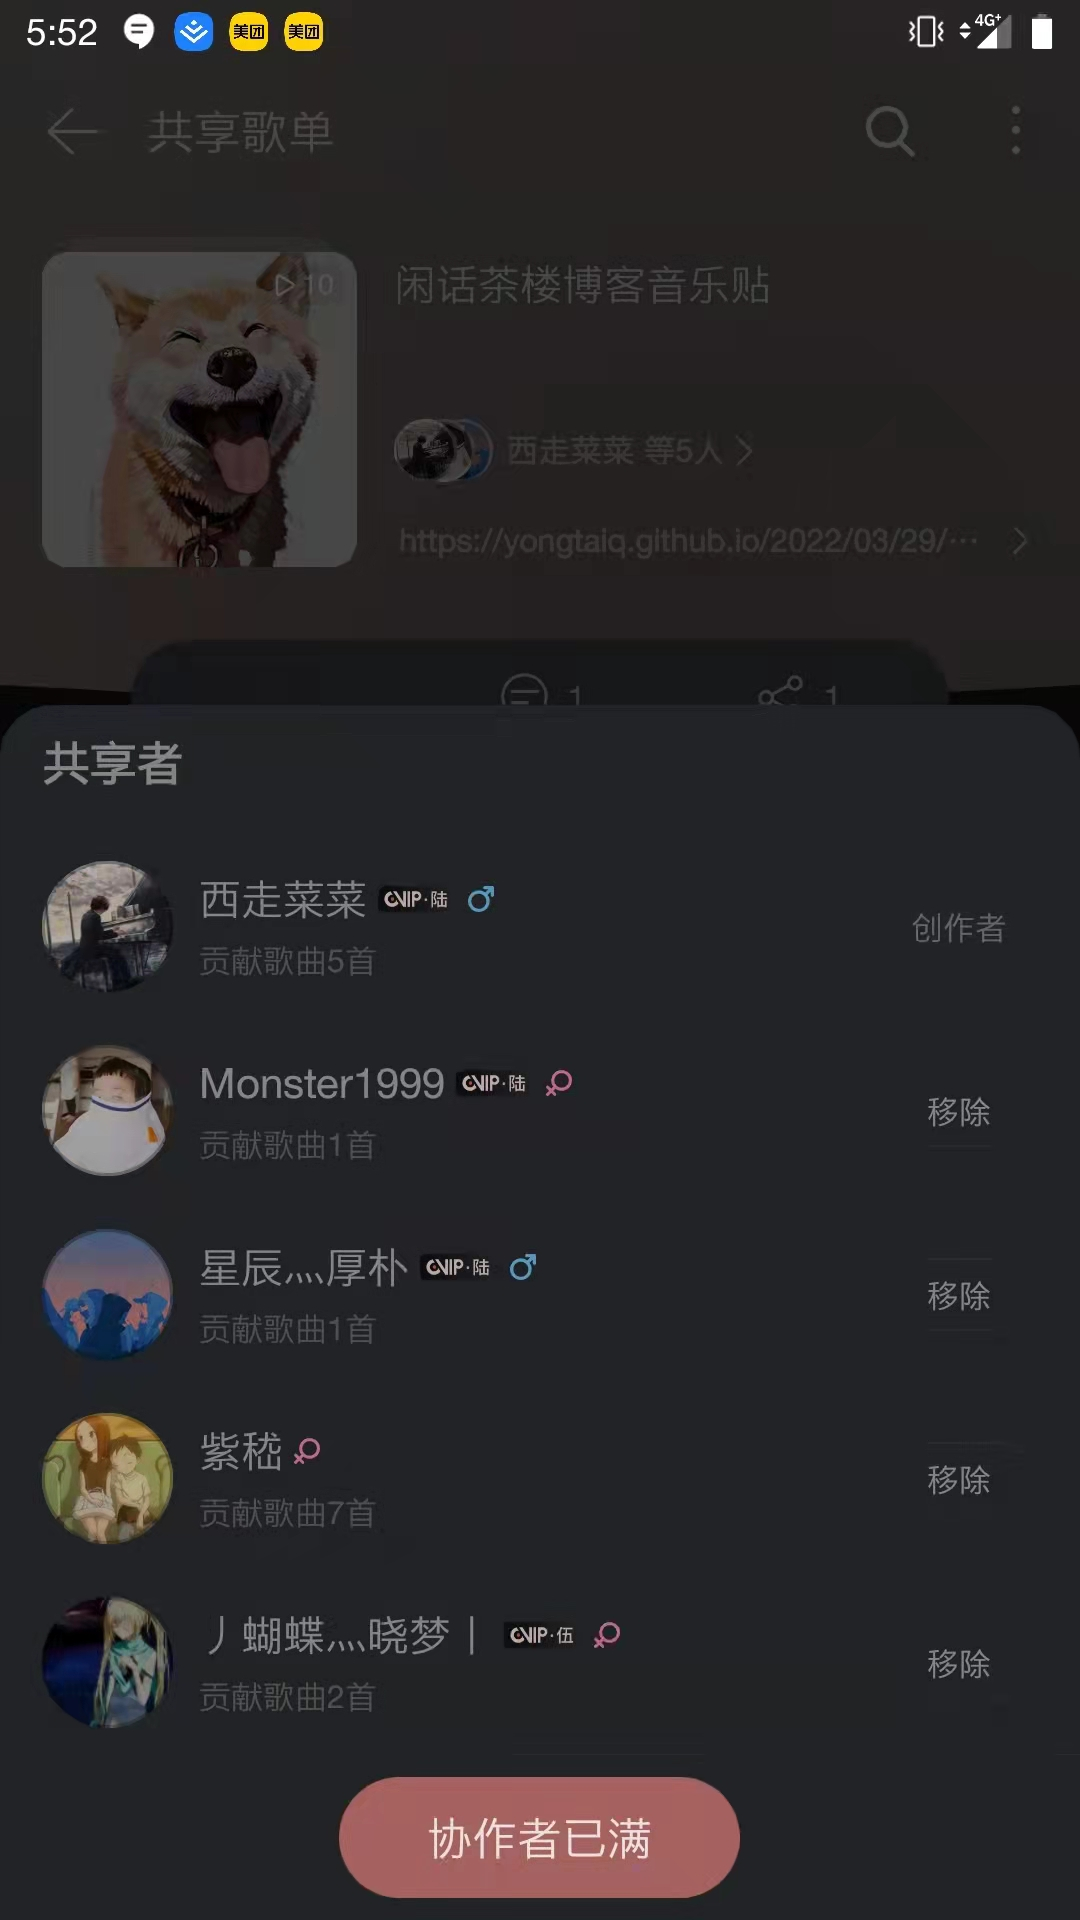 5:52 美团 美团 4G+
共享歌单
10
闲话茶楼博客音乐贴
西走菜菜 等5人
https://yongtaiq.github.io/2022/03/29/···
1 1
共享者
西走菜菜 VIP·陆
创作者
贡献歌曲5首
Monster1999 VIP·陆
移除
贡献歌曲1首
星辰灬厚朴 VIP·陆
移除
贡献歌曲1首
紫嵇
移除
贡献歌曲7首
丿蝴蝶灬晓梦丨 VIP·伍
移除
贡献歌曲2首
协作者已满